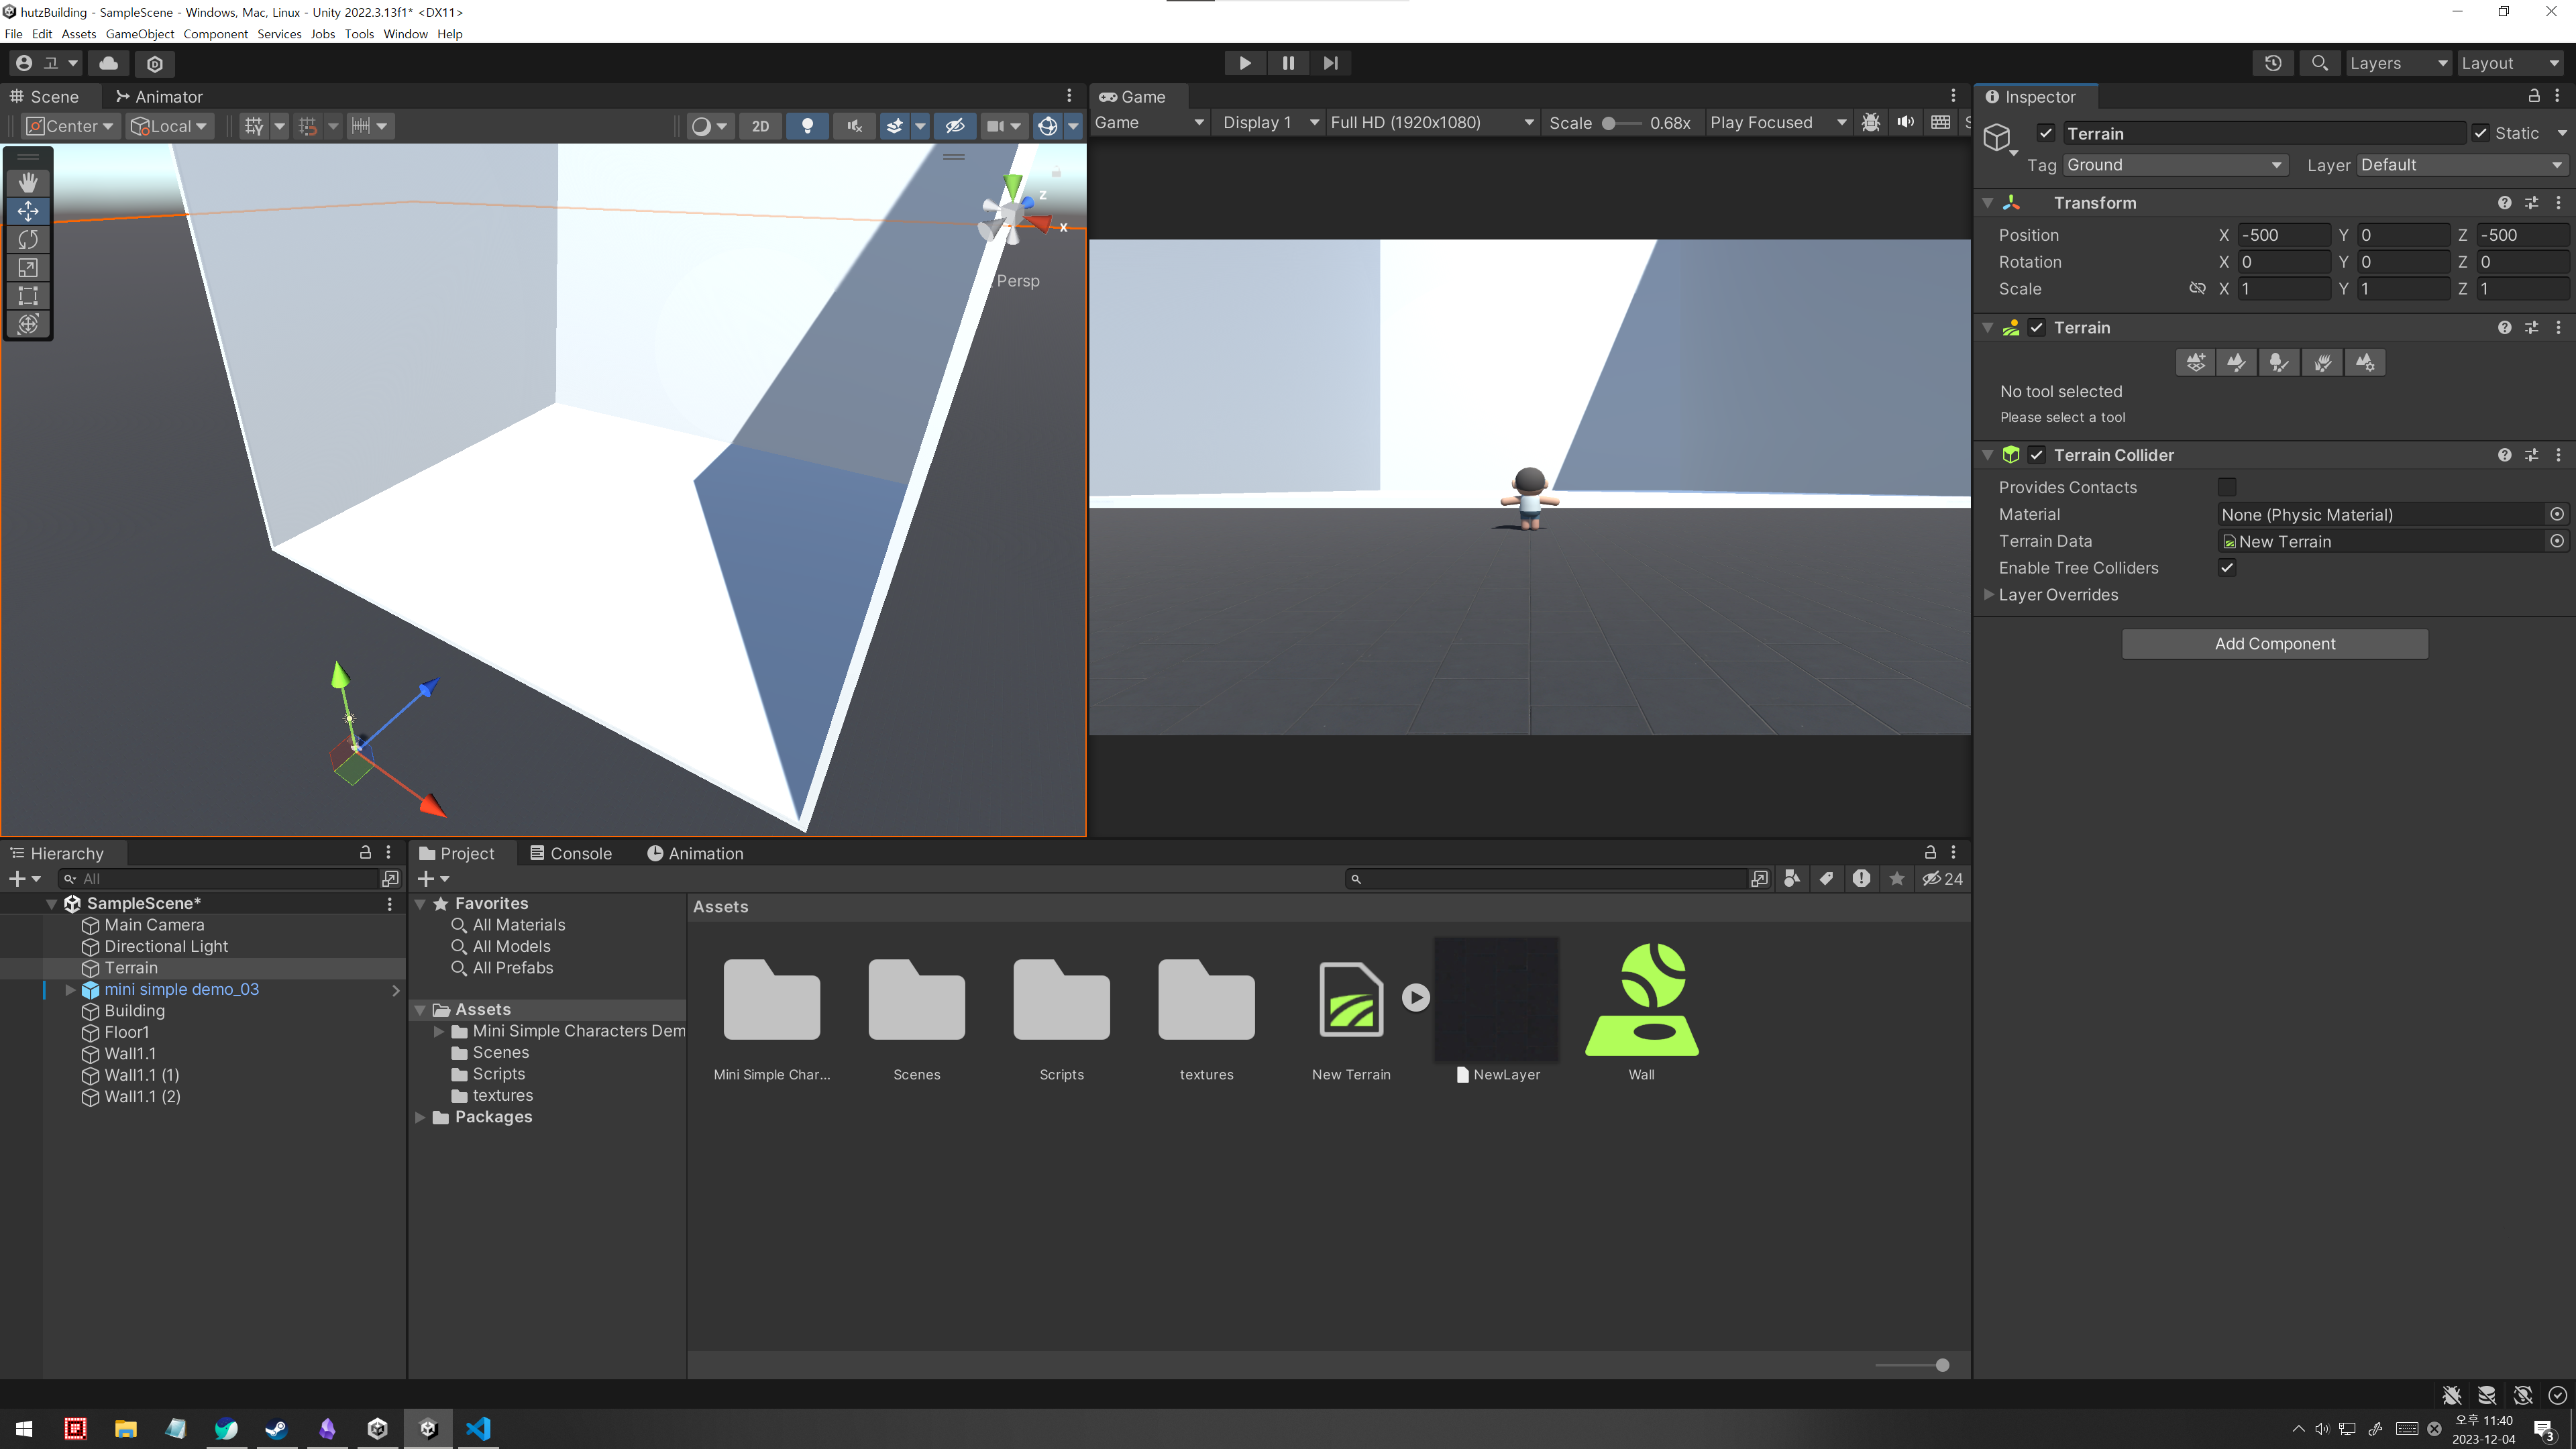 hutzBuilding - SampleScene - Windows, Mac, Linux - Unity 2022.3.13f1* <DX11>
File Edit Assets GameObject Component Services Jobs Tools Window Help
고
Layers
Layout
Scene
Animator
Center
Local
2D
z
x
Persp
Game
Game
Display 1
Full HD (1920x1080)
Scale
0.68x
Play Focused
S
Inspector
Terrain
Static
Tag
Ground
Layer
Default
Transform
Position X -500 Y 0 Z -500
Rotation X 0 Y 0 Z 0
Scale X 1 Y 1 Z 1
Terrain
No tool selected
Please select a tool
Terrain Collider
Provides Contacts
Material None (Physic Material)
Terrain Data New Terrain
Enable Tree Colliders
Layer Overrides
Add Component
Hierarchy
All
SampleScene*
Main Camera
Directional Light
Terrain
mini simple demo_03
Building
Floor1
Wall1.1
Wall1.1 (1)
Wall1.1 (2)
Project
Console
Animation
24
Favorites
All Materials
All Models
All Prefabs
Assets
Mini Simple Characters Dem
Scenes
Scripts
textures
Packages
Assets
Mini Simple Char...
Scenes
Scripts
textures
New Terrain
NewLayer
Wall
오후 11:40
2023-12-04
3